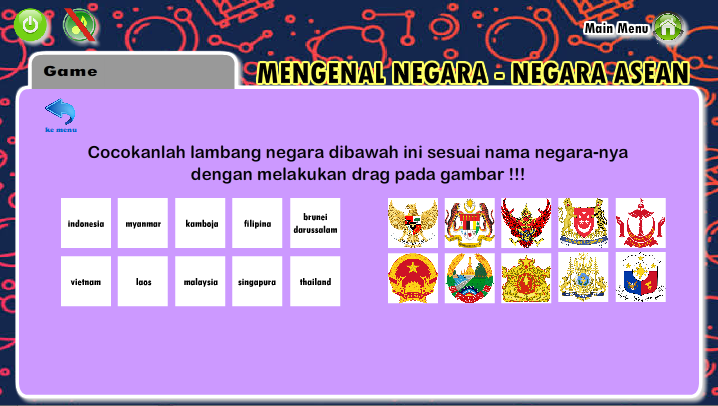 Main Menu
Game
MENGENAL NEGARA - NEGARA ASEAN
ke menu
Cocokanlah lambang negara dibawah ini sesuai nama negara-nya
dengan melakukan drag pada gambar !!!
indonesia
myanmar
kamboja
filipina
brunei
darussalam
vietnam
laos
malaysia
singapura
thailand